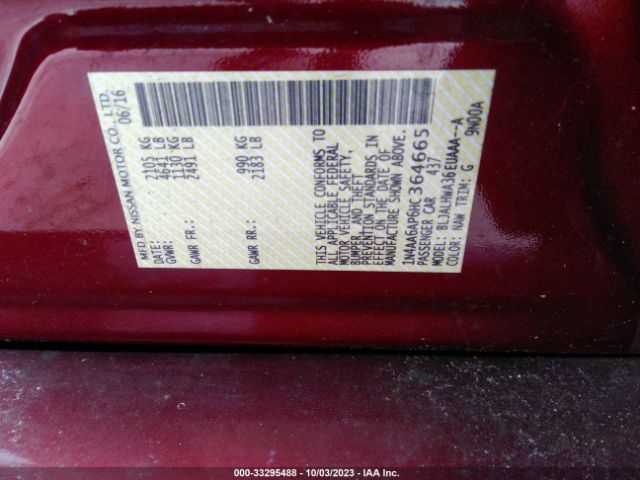 MFD BY NISSAN MOTOR CO., LTD.
DATE: 06/16
GVWR: 2105 KG
4641 LB
GAWR FR: 1130 KG
2491 LB
GAWR RR: 990 KG
2183 LB
THIS VEHICLE CONFORMS TO
ALL APPLICABLE FEDERAL
MOTOR VEHICLE SAFETY,
BUMPER, AND THEFT
PREVENTION STANDARDS IN
EFFECT ON THE DATE OF
MANUFACTURE SHOWN ABOVE.
1N4AA6AP6HC364665
PASSENGER CAR 437
MODEL: BLJALHWA36EUAAA--A
COLOR: NAW TRIM: G 9N00A
000-33295488 - 10/03/2023 - IAA Inc.